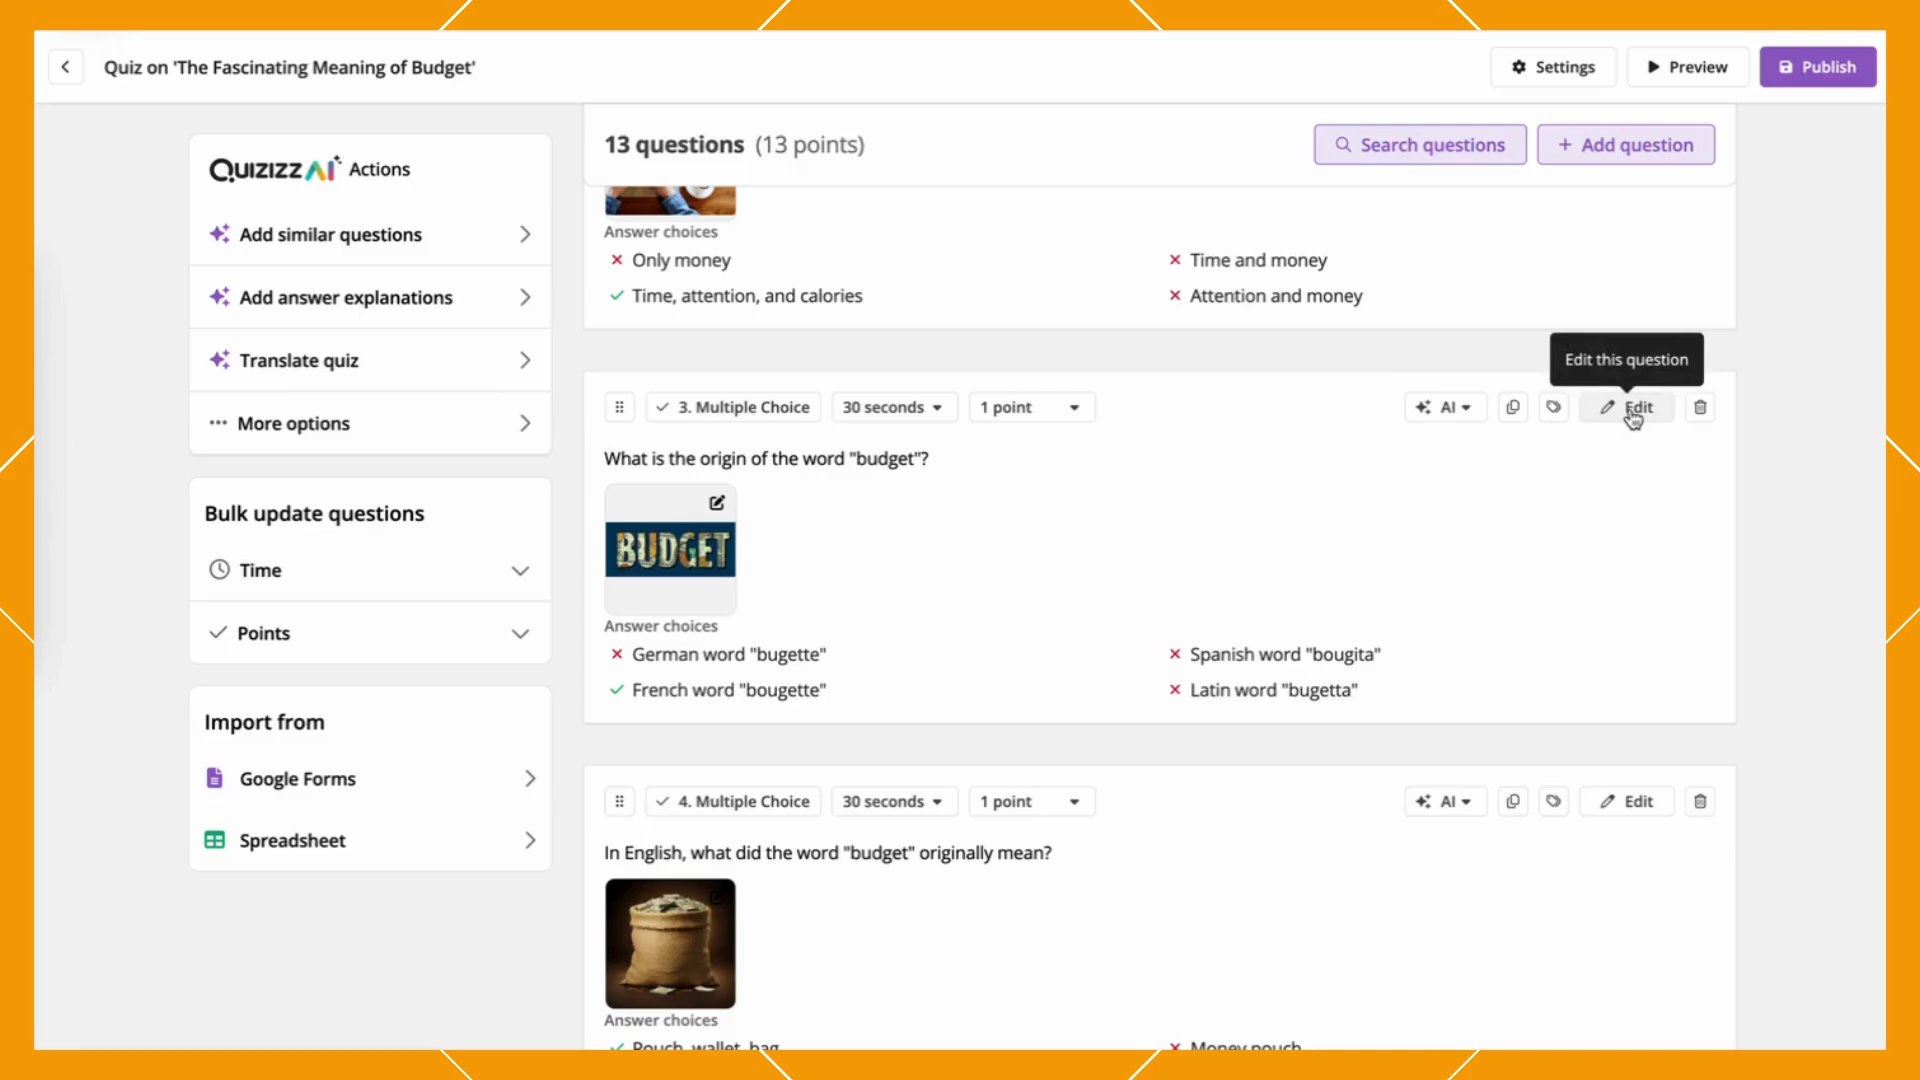 Quiz on 'The Fascinating Meaning of Budget'
Settings
Preview
Publish
QUIZIZZ AI Actions
Add similar questions
Add answer explanations
Translate quiz
More options
Bulk update questions
Time
Points
Import from
Google Forms
Spreadsheet
13 questions (13 points)
Search questions
+ Add question
Answer choices
Only money
Time and money
Time, attention, and calories
Attention and money
Edit this question
3. Multiple Choice
30 seconds
1 point
AI
Edit
What is the origin of the word "budget"?
BUDGET
Answer choices
German word "bugette"
Spanish word "bougita"
French word "bougette"
Latin word "bugetta"
4. Multiple Choice
30 seconds
1 point
AI
Edit
In English, what did the word "budget" originally mean?
Answer choices
Pouch, wallet, bag
Money pouch